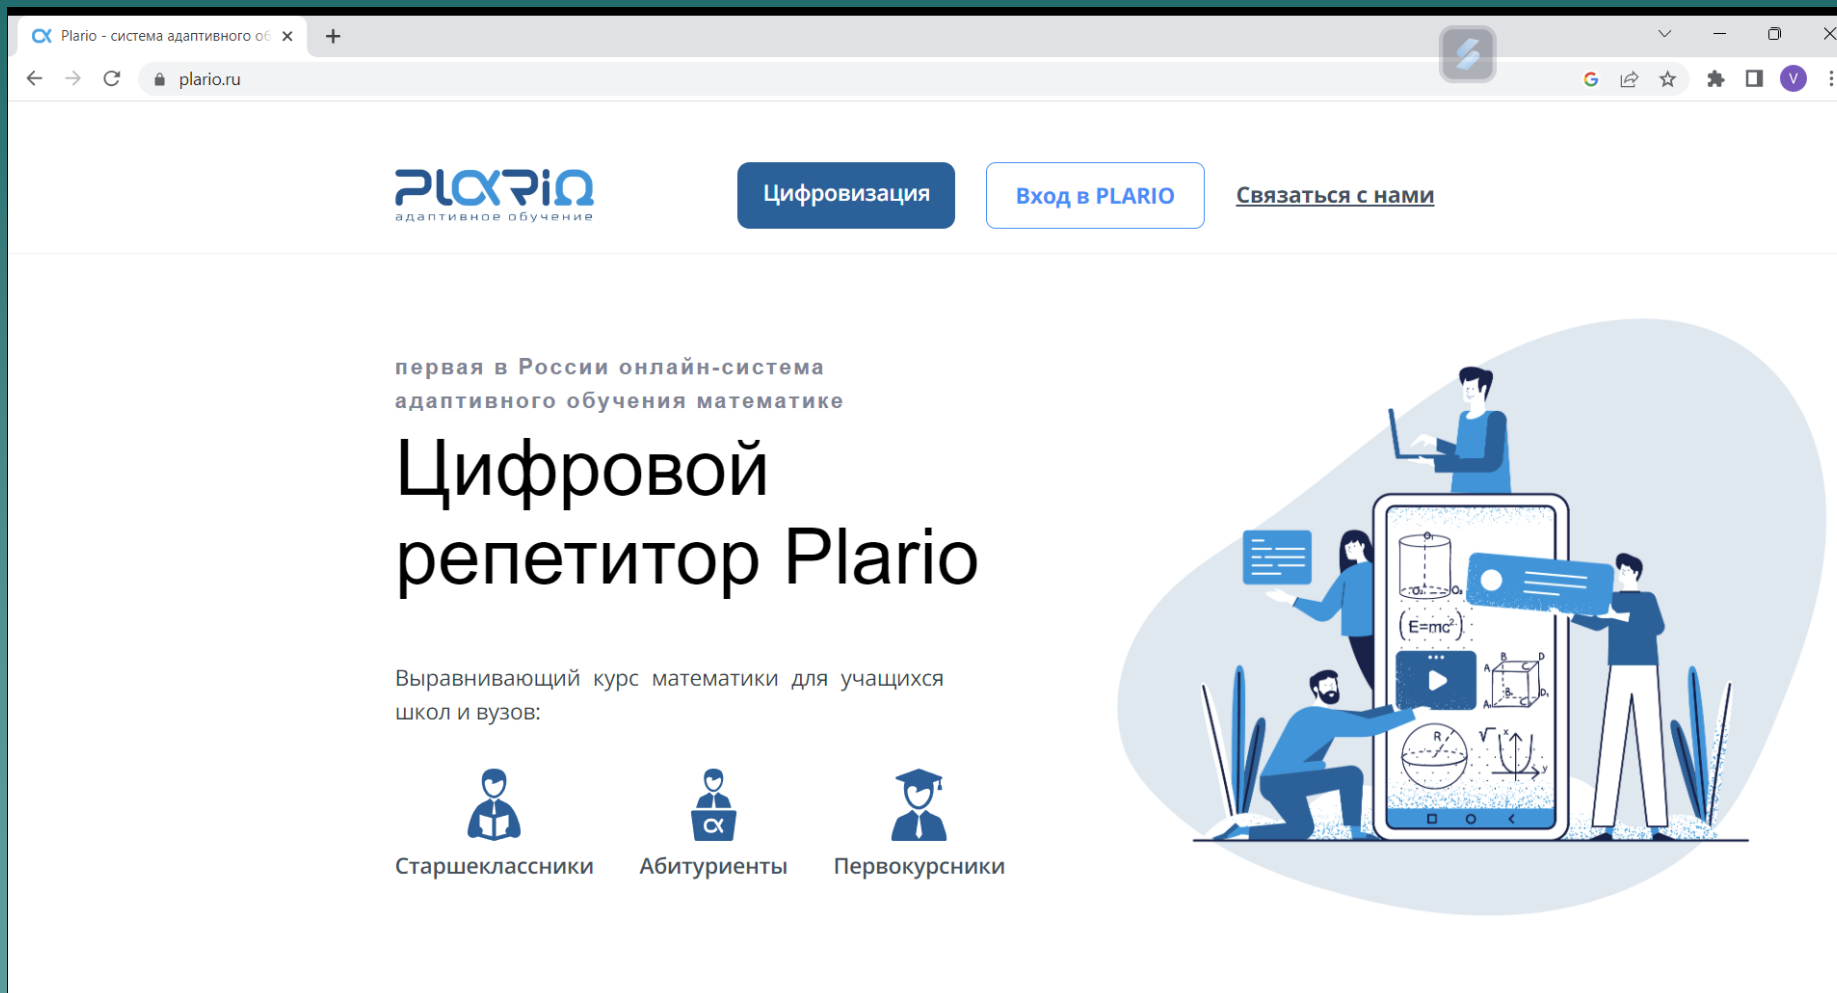 Plario - система адаптивного об
plario.ru
V
PLARIO
адаптивное обучение
Цифровизация
Вход в PLARIO
Связаться с нами
первая в России онлайн-система
адаптивного обучения математике
Цифровой
репетитор Plario
Выравнивающий курс математики для учащихся
школ и вузов:
Старшеклассники
Абитуриенты
Первокурсники
E=mc²
A B C D
R
√x
y